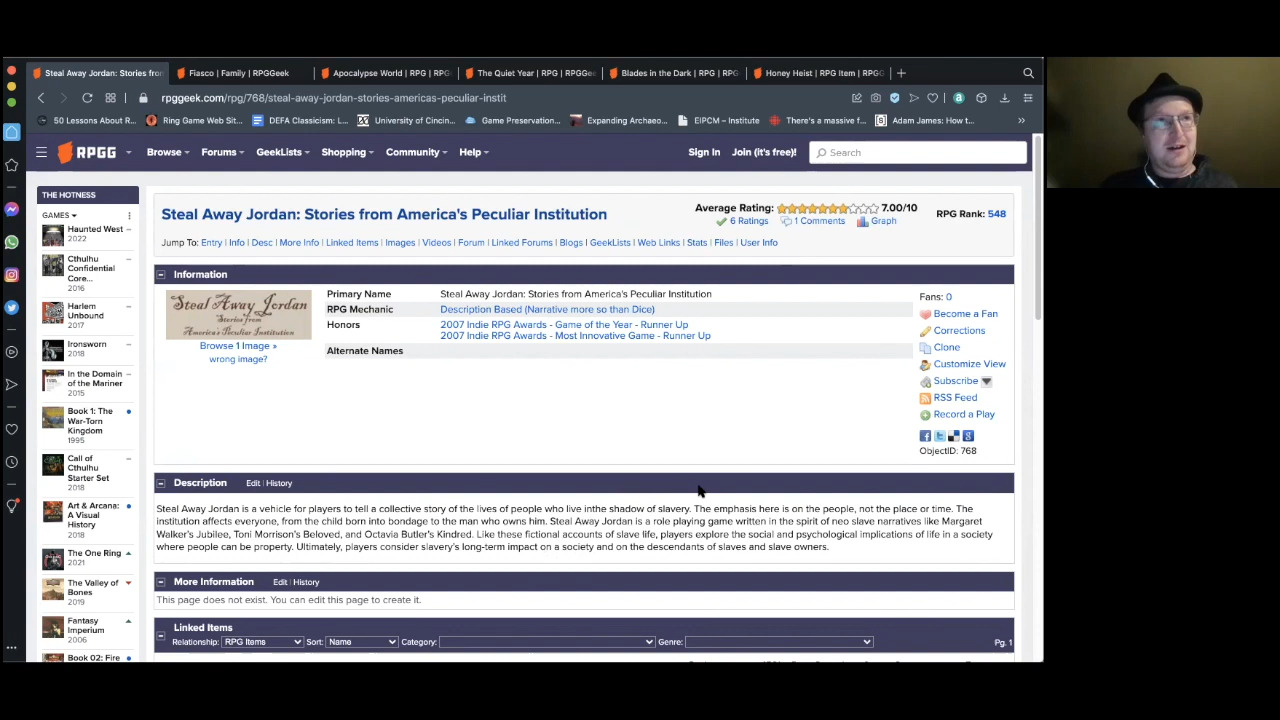 Steal Away Jordan: Stories fron
Fiasco | Family | RPGGeek
Apocalypse World | RPG | RPG
The Quiet Year | RPG | RPGGee
Blades in the Dark | RPG | RPG
Honey Heist | RPG Item | RPGG
rpggeek.com/rpg/768/steal-away-jordan-stories-americas-peculiar-instit
50 Lessons About R...
Ring Game Web Sit...
DEFA Classicism: I...
University of Cincin...
Game Preservation...
Expanding Archaeo...
EIPCM – Institute
There's a massive f...
Adam James: How t...
RPGG
Browse
Forums
GeekLists
Shopping
Community
Help
Sign In
Join (it's free!)
Search
THE HOTNESS
GAMES
Haunted West
2022
Cthulhu
Confidential
Core...
2016
Harlem
Unbound
2017
Ironsworn
2018
In the Domain
of the Mariner
2015
Book 1: The
War-Torn
Kingdom
1995
Call of
Cthulhu
Starter Set
2018
Art & Arcana:
A Visual
History
2018
The One Ring
2021
The Valley of
Bones
2019
Fantasy
Imperium
2006
Book 02: Fire
Steal Away Jordan: Stories from America's Peculiar Institution
Average Rating: 7.00/10
6 Ratings
1 Comments
Graph
RPG Rank: 548
Jump To: Entry | Info | Desc | More Info | Linked Items | Images | Videos | Forum | Linked Forums | Blogs | GeekLists | Web Links | Stats | Files | User Info
Information
Steal Away Jordan
Stories from
America's Peculiar Institution
Browse 1 Image »
wrong image?
Primary Name Steal Away Jordan: Stories from America's Peculiar Institution
RPG Mechanic Description Based (Narrative more so than Dice)
Honors 2007 Indie RPG Awards - Game of the Year - Runner Up
2007 Indie RPG Awards - Most Innovative Game - Runner Up
Alternate Names
Fans: 0
Become a Fan
Corrections
Clone
Customize View
Subscribe
RSS Feed
Record a Play
ObjectID: 768
Description Edit | History
Steal Away Jordan is a vehicle for players to tell a collective story of the lives of people who live inthe shadow of slavery. The emphasis here is on the people, not the place or time. The
institution affects everyone, from the child born into bondage to the man who owns him. Steal Away Jordan is a role playing game written in the spirit of neo slave narratives like Margaret
Walker's Jubilee, Toni Morrison's Beloved, and Octavia Butler's Kindred. Like these fictional accounts of slave life, players explore the social and psychological implications of life in a society
where people can be property. Ultimately, players consider slavery's long-term impact on a society and on the descendants of slaves and slave owners.
More Information Edit | History
This page does not exist. You can edit this page to create it.
Linked Items
Relationship: RPG Items Sort: Name Category: Genre: Pg. 1